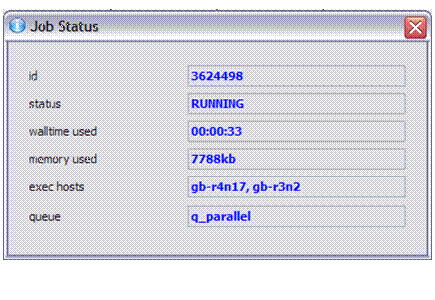 Job Status
id 3624498
status RUNNING
walltime used 00:00:33
memory used 7788kb
exec hosts gb-r4n17, gb-r3n2
queue q_parallel